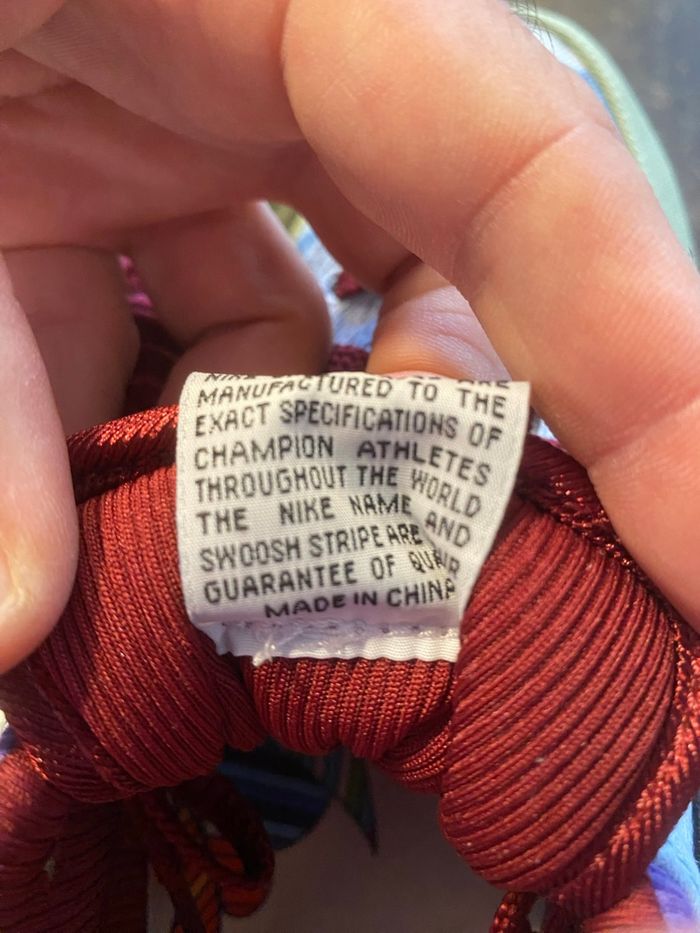 ARE
MANUFACTURED TO THE
EXACT SPECIFICATIONS OF
CHAMPION ATHLETES
THROUGHOUT THE WORLD
THE NIKE NAME AND
SWOOSH STRIPE ARE
GUARANTEE OF
MADE IN CHINA